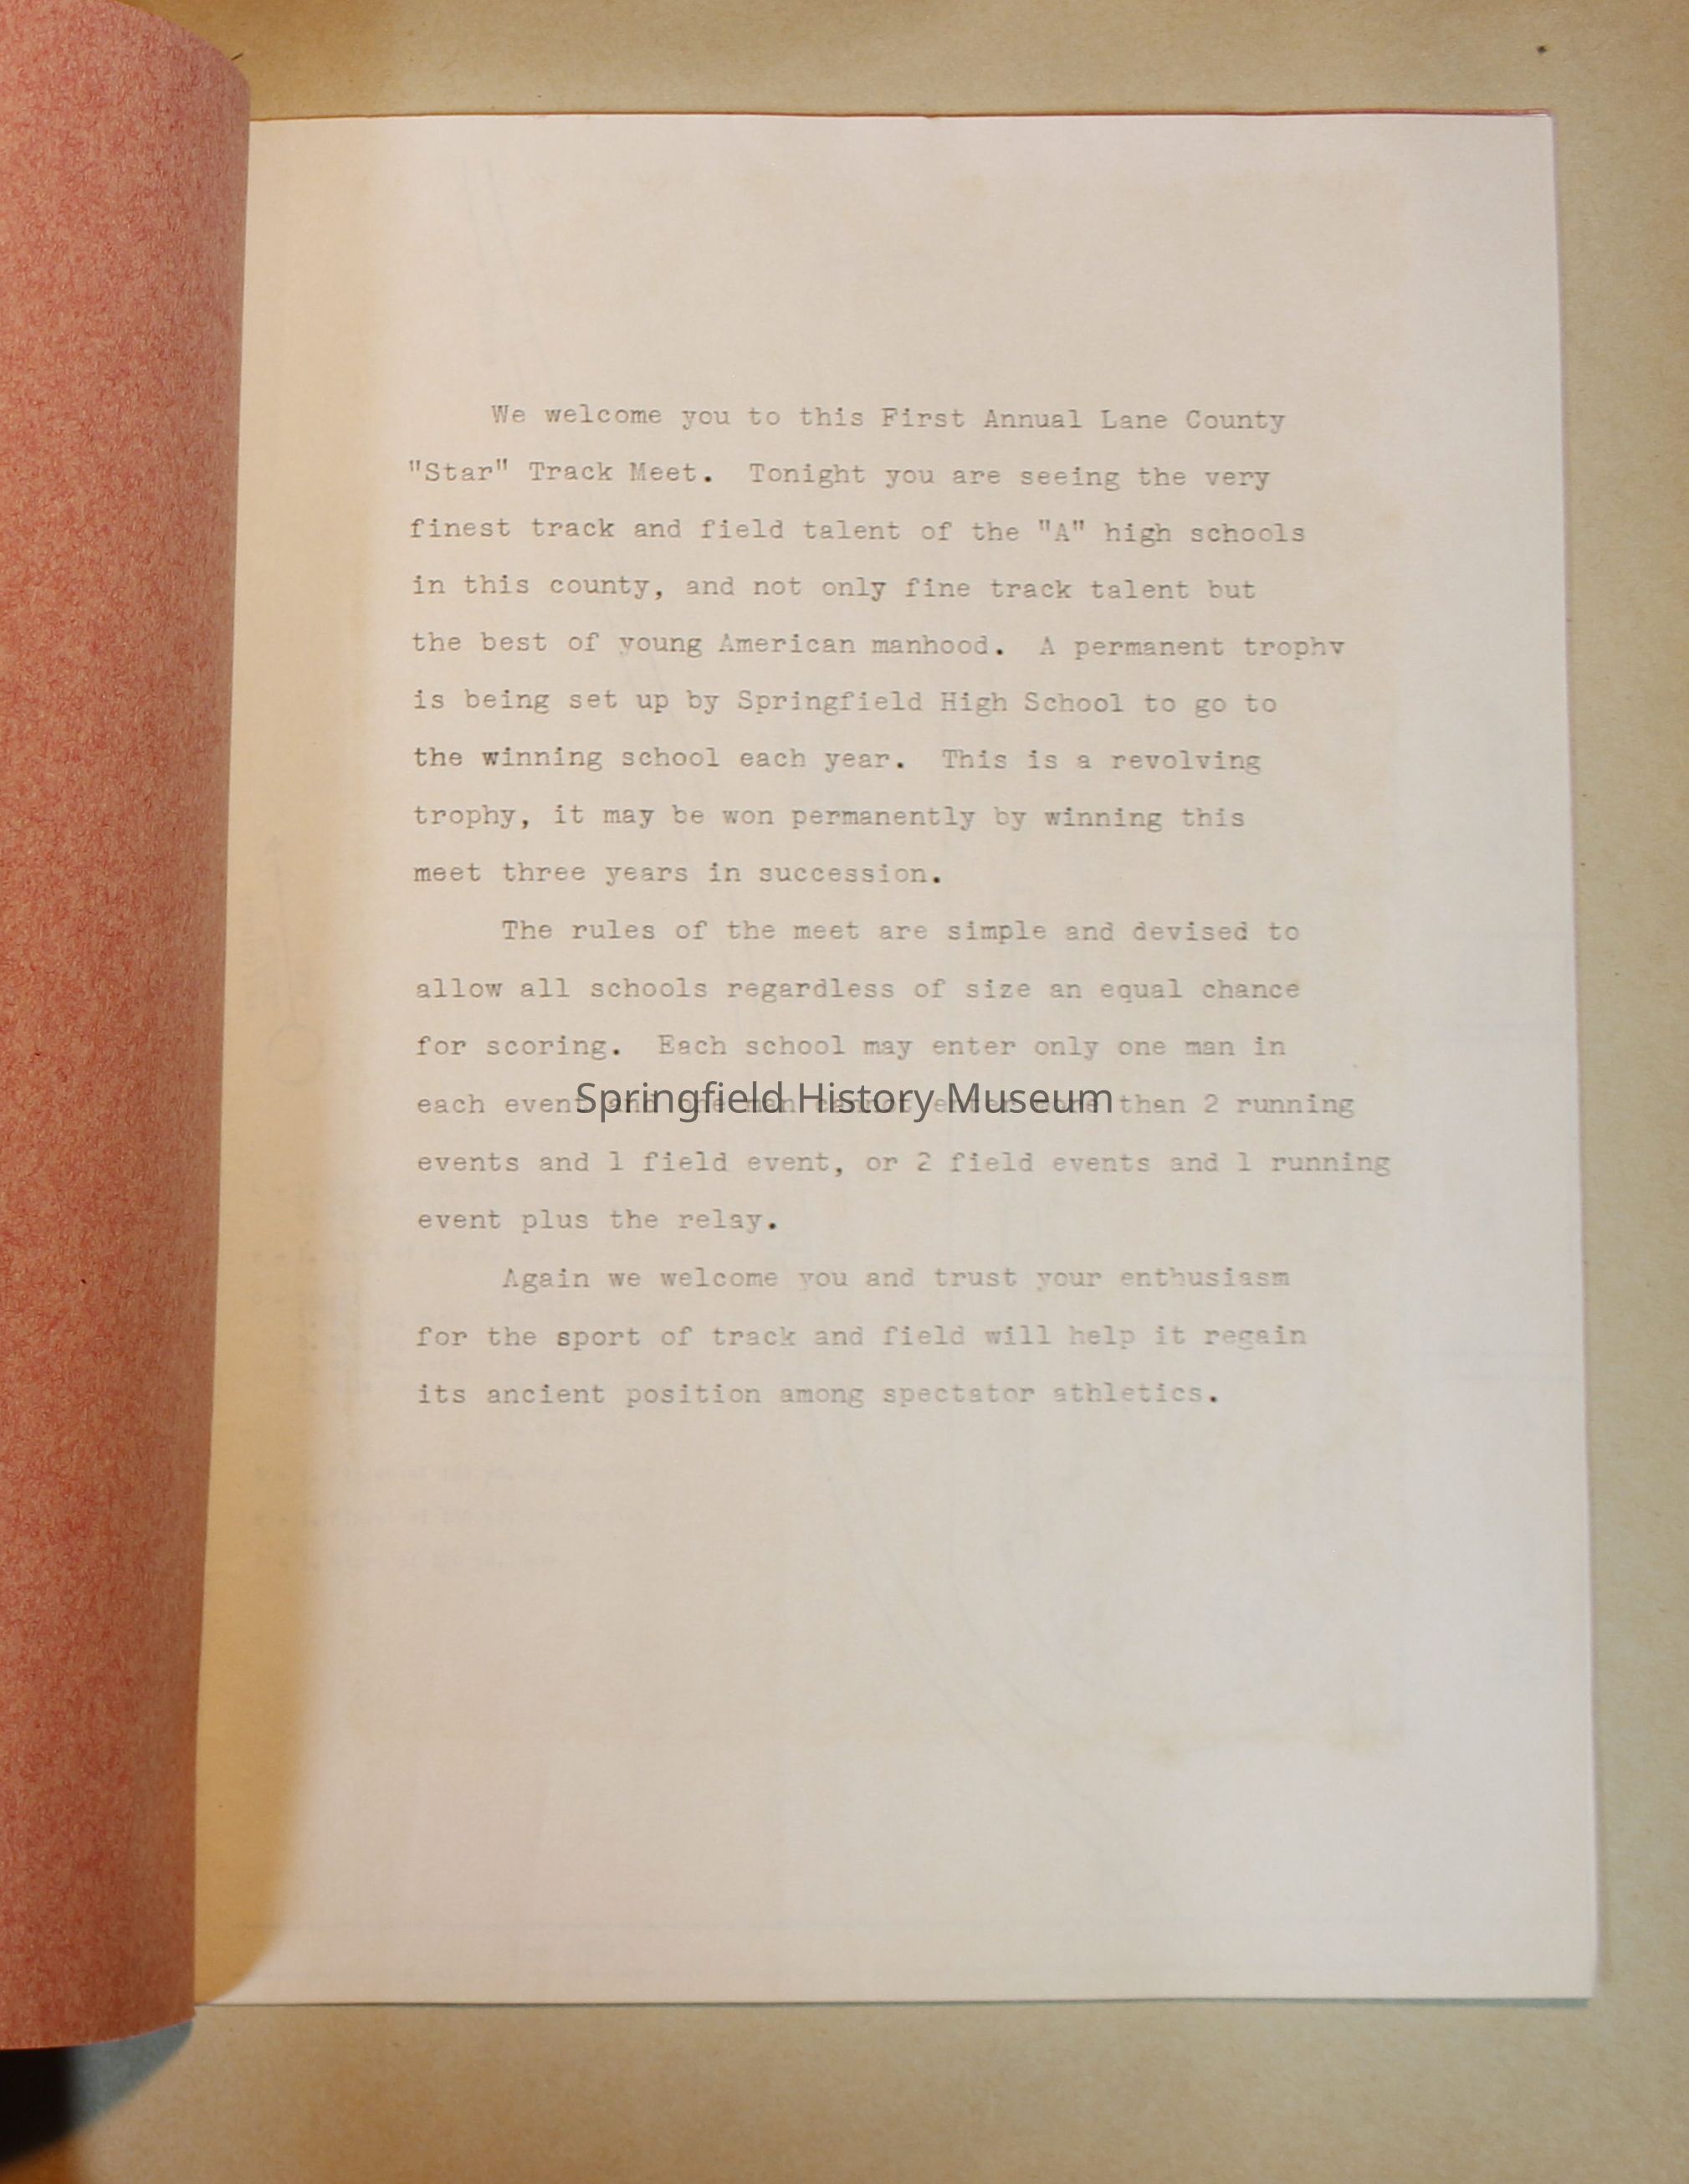 We welcome you to this First Annual Lane County
"Star" Track Meet. Tonight you are seeing the very
finest track and field talent of the "A" high schools
in this county, and not only fine track talent but
the best of young American manhood. A permanent trophy
is being set up by Springfield High School to go to
the winning school each year. This is a revolving
trophy, it may be won permanently by winning this
meet three years in succession.
The rules of the meet are simple and devised to
allow all schools regardless of size an equal chance
for scoring. Each school may enter only one man in
each event and one man cannot enter more than 2 running
Springfield History Museum
events and 1 field event, or 2 field events and 1 running
event plus the relay.
Again we welcome you and trust your enthusiasm
for the sport of track and field will help it regain
its ancient position among spectator athletics.